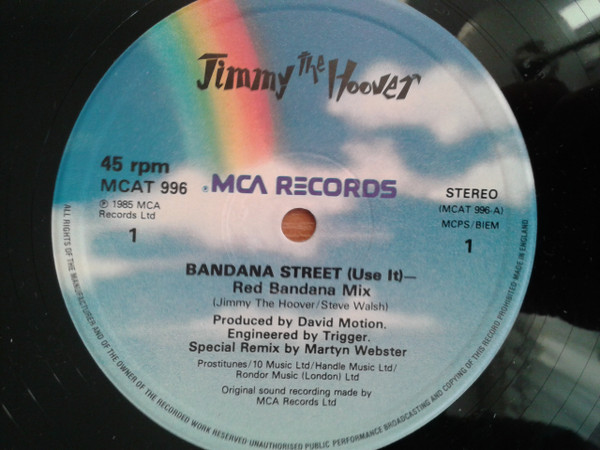 Jimmy The Hoover
45 rpm
MCAT 996
℗ 1985 MCA
Records Ltd
1
® MCA RECORDS
STEREO
(MCAT 996-A)
MCPS/BIEM
1
BANDANA STREET (Use It)—
Red Bandana Mix
(Jimmy The Hoover/Steve Walsh)
Produced by David Motion.
Engineered by Trigger.
Special Remix by Martyn Webster
Prostitunes/10 Music Ltd/Handle Music Ltd/
Rondor Music (London) Ltd
Original sound recording made by
MCA Records Ltd
ALL RIGHTS OF THE MANUFACTURER AND OF THE OWNER OF THE RECORDED WORK RESERVED UNAUTHORISED PUBLIC PERFORMANCE BROADCASTING AND COPYING OF THIS RECORD PROHIBITED MADE IN ENGLAND